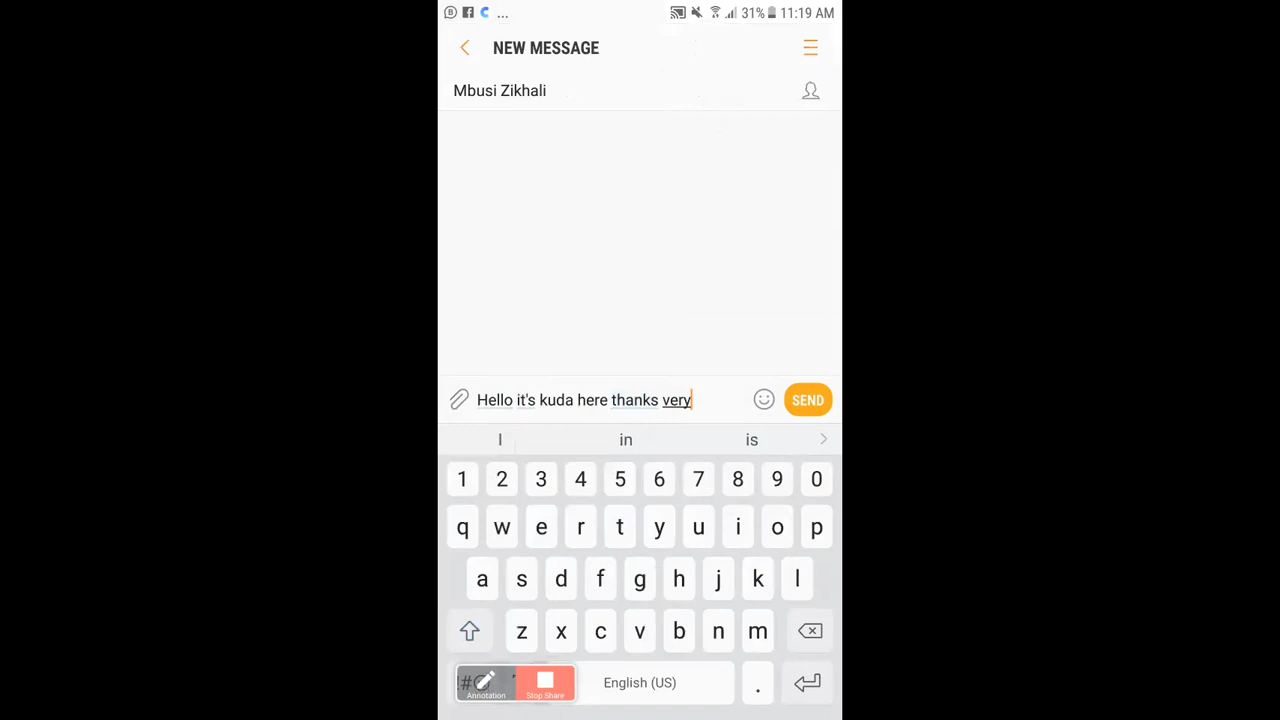 ... 31% 11:19 AM
NEW MESSAGE
Mbusi Zikhali
Hello it's kuda here thanks very
SEND
I in is
1 2 3 4 5 6 7 8 9 0
q w e r t y u i o p
a s d f g h j k l
z x c v b n m
!#☺ Annotation Stop Share English (US) .